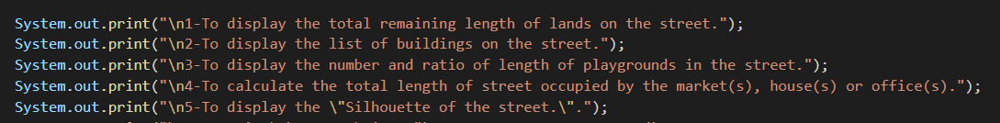 System.out.print("\n1-To display the total remaining length of lands on the street.");
System.out.print("\n2-To display the list of buildings on the street.");
System.out.print("\n3-To display the number and ratio of length of playgrounds in the street.");
System.out.print("\n4-To calculate the total length of street occupied by the market(s), house(s) or office(s).");
System.out.print("\n5-To display the \"Silhouette of the street.\".");